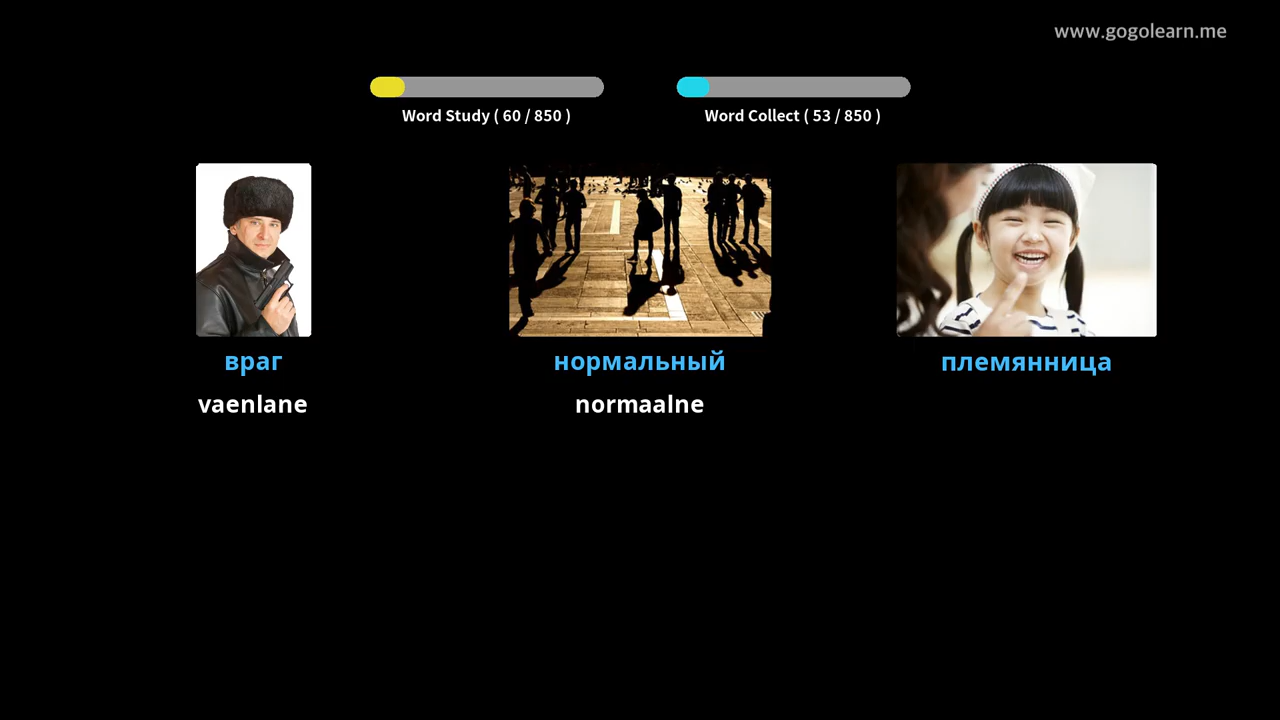 www.gogolearn.me
Word Study ( 60 / 850 )
Word Collect ( 53 / 850 )
враг
нормальный
племянница
vaenlane
normaalne